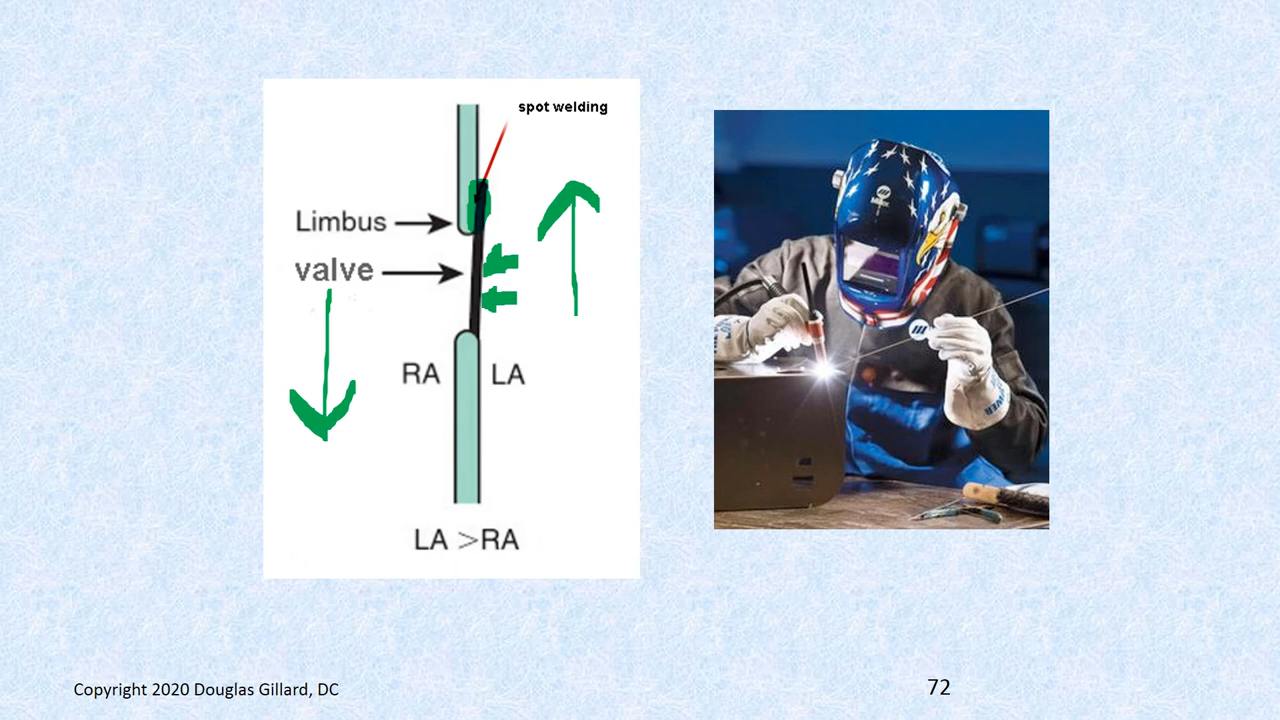 spot welding
Limbus
valve
RA LA
LA >RA
Copyright 2020 Douglas Gillard, DC
72